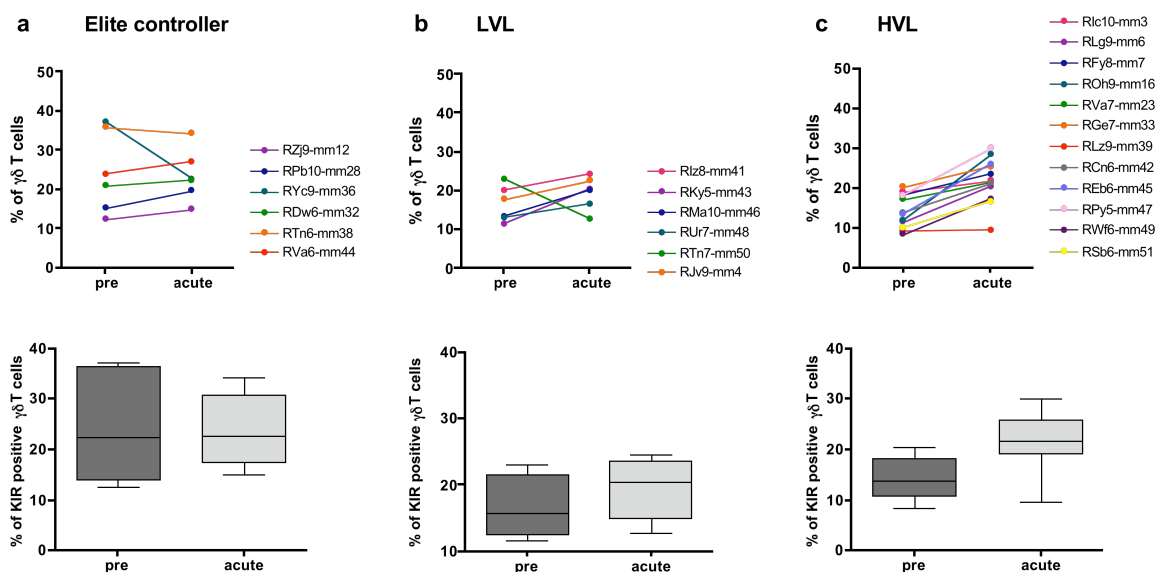 a Elite controller
% of γδ T cells
50
40
30
20
10
0
pre acute
RZj9-mm12
RPb10-mm28
RYc9-mm36
RDw6-mm32
RTn6-mm38
RVa6-mm44
b LVL
% of γδ T cells
50
40
30
20
10
0
pre acute
RIz8-mm41
RKy5-mm43
RMa10-mm46
RUr7-mm48
RTn7-mm50
RJv9-mm4
c HVL
% of γδ T cells
50
40
30
20
10
0
pre acute
RIc10-mm3
RLg9-mm6
RFy8-mm7
ROh9-mm16
RVa7-mm23
RGe7-mm33
RLz9-mm39
RCn6-mm42
REb6-mm45
RPy5-mm47
RWf6-mm49
RSb6-mm51
% of KIR positive γδ T cells
40
30
20
10
0
pre acute
% of KIR positive γδ T cells
40
30
20
10
pre acute
% of KIR positive γδ T cells
40
30
20
10
0
pre acute